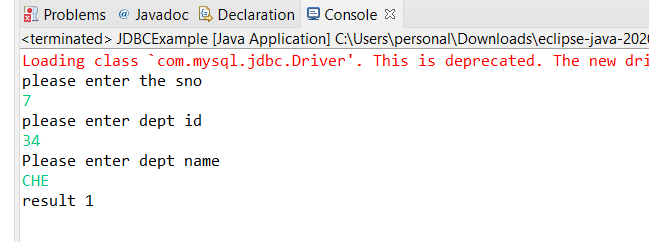 Problems @ Javadoc Declaration Console
<terminated> JDBCExample [Java Application] C:\Users\personal\Downloads\eclipse-java-202
Loading class `com.mysql.jdbc.Driver'. This is deprecated. The new dri
please enter the sno
7
please enter dept id
34
Please enter dept name
CHE
result 1